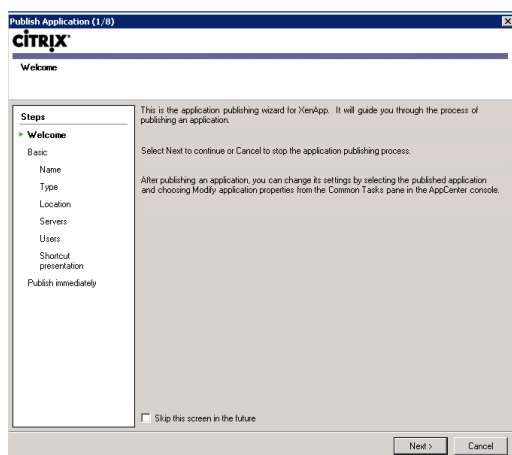 Publish Application (1/8)
CİTRIX
Welcome
Steps
Welcome
Basic
Name
Type
Location
Servers
Users
Shortcut
presentation
Publish immediately
This is the application publishing wizard for XenApp. It will guide you through the process of
publishing an application.
Select Next to continue or Cancel to stop the application publishing process.
After publishing an application, you can change its settings by selecting the published application
and choosing Modify application properties from the Common Tasks pane in the AppCenter console.
Skip this screen in the future
Next >
Cancel